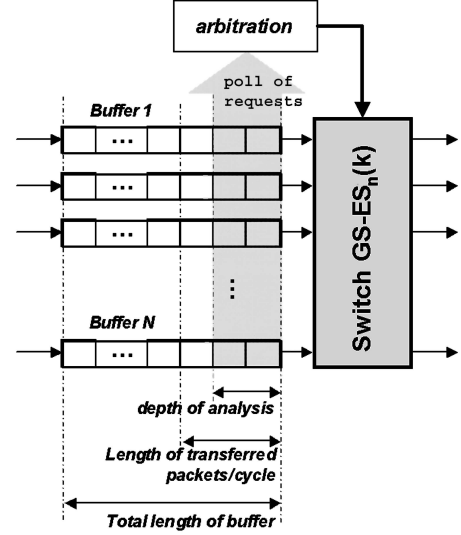 arbitration
poll of
requests
Buffer 1
...
...
...
...
Buffer N
...
Switch GS-ESn(k)
depth of analysis
Length of transferred
packets/cycle
Total length of buffer